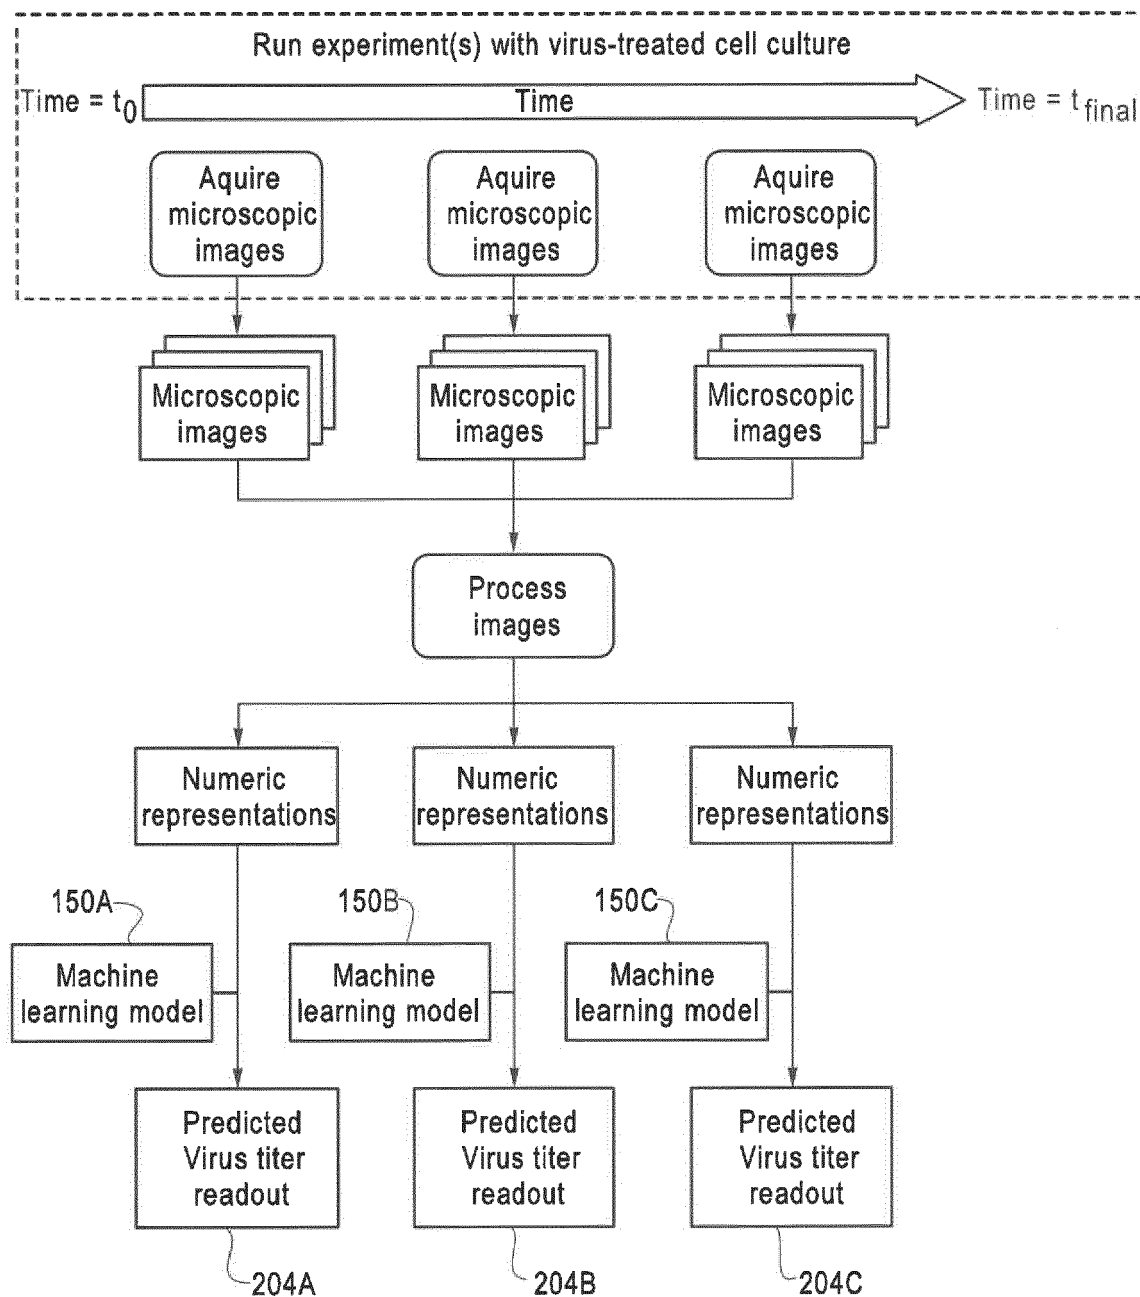 Run experiment(s) with virus-treated cell culture
Time = t0
Time
Time = tfinal
Aquire
microscopic
images
Aquire
microscopic
images
Aquire
microscopic
images
Microscopic
images
Microscopic
images
Microscopic
images
Process
images
Numeric
representations
Numeric
representations
Numeric
representations
150A
150B
150C
Machine
learning model
Machine
learning model
Machine
learning model
Predicted
Virus titer
readout
Predicted
Virus titer
readout
Predicted
Virus titer
readout
204A
204B
204C